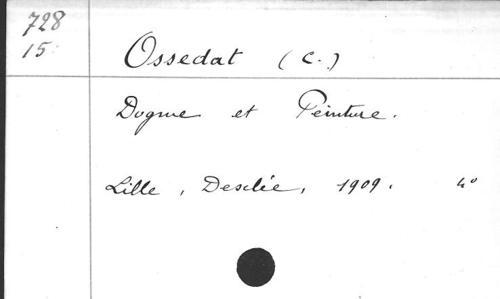 728
15
Ossedat (C.)
Dogme et Peinture.
Lille, Desclée, 1909. 4°